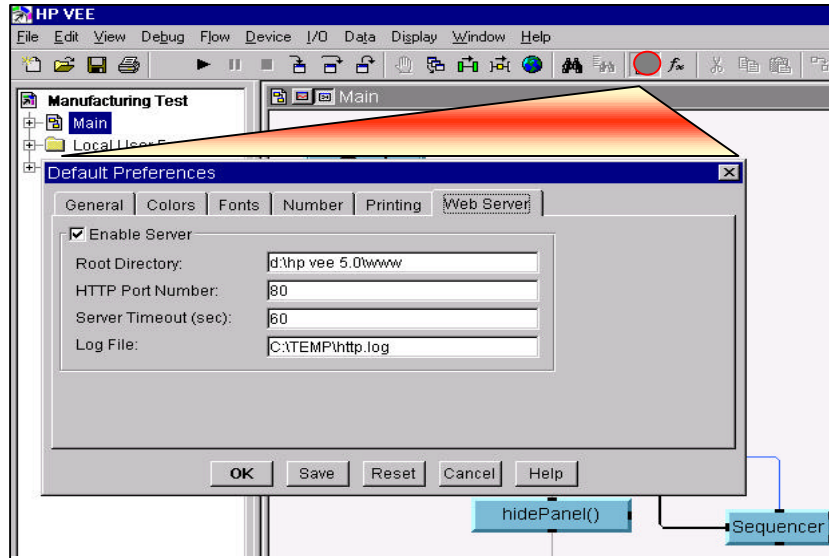 HP VEE
File Edit View Debug Flow Device I/O Data Display Window Help
Manufacturing Test
Main
Main
Local User
Default Preferences
General Colors Fonts Number Printing Web Server
Enable Server
Root Directory: d:\hp vee 5.0\www
HTTP Port Number: 80
Server Timeout (sec): 60
Log File: C:\TEMP\http.log
OK Save Reset Cancel Help
hidePanel()
Sequencer